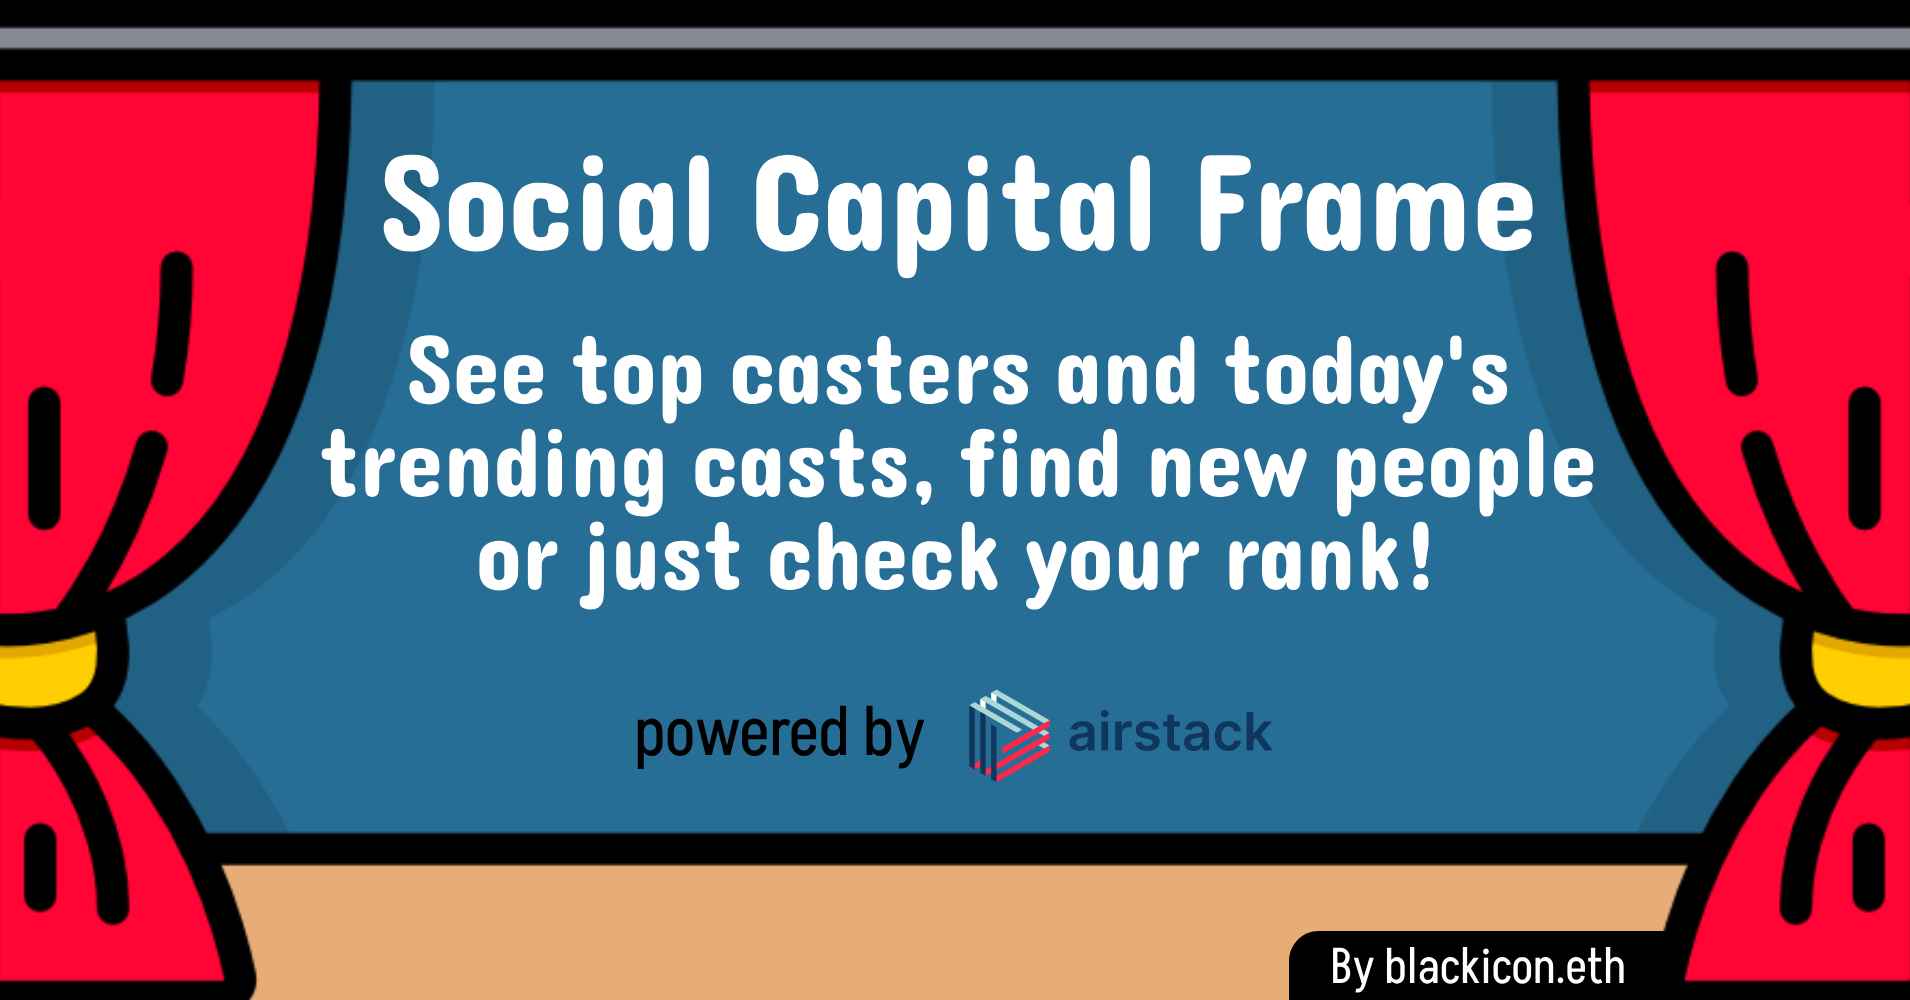 Social Capital Frame
See top casters and today's
trending casts, find new people
or just check your rank!
powered by airstack
By blackicon.eth